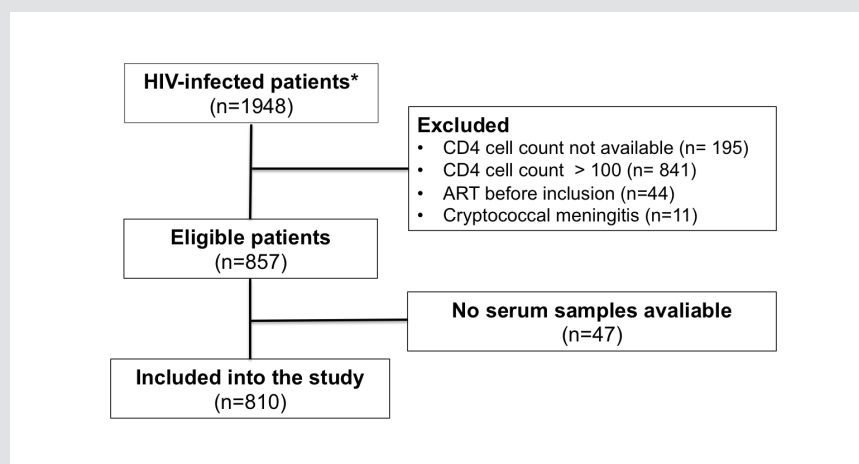 HIV-infected patients*
(n=1948)
Excluded
• CD4 cell count not available (n= 195)
• CD4 cell count > 100 (n= 841)
• ART before inclusion (n=44)
• Cryptococcal meningitis (n=11)
Eligible patients
(n=857)
No serum samples avaliable
(n=47)
Included into the study
(n=810)